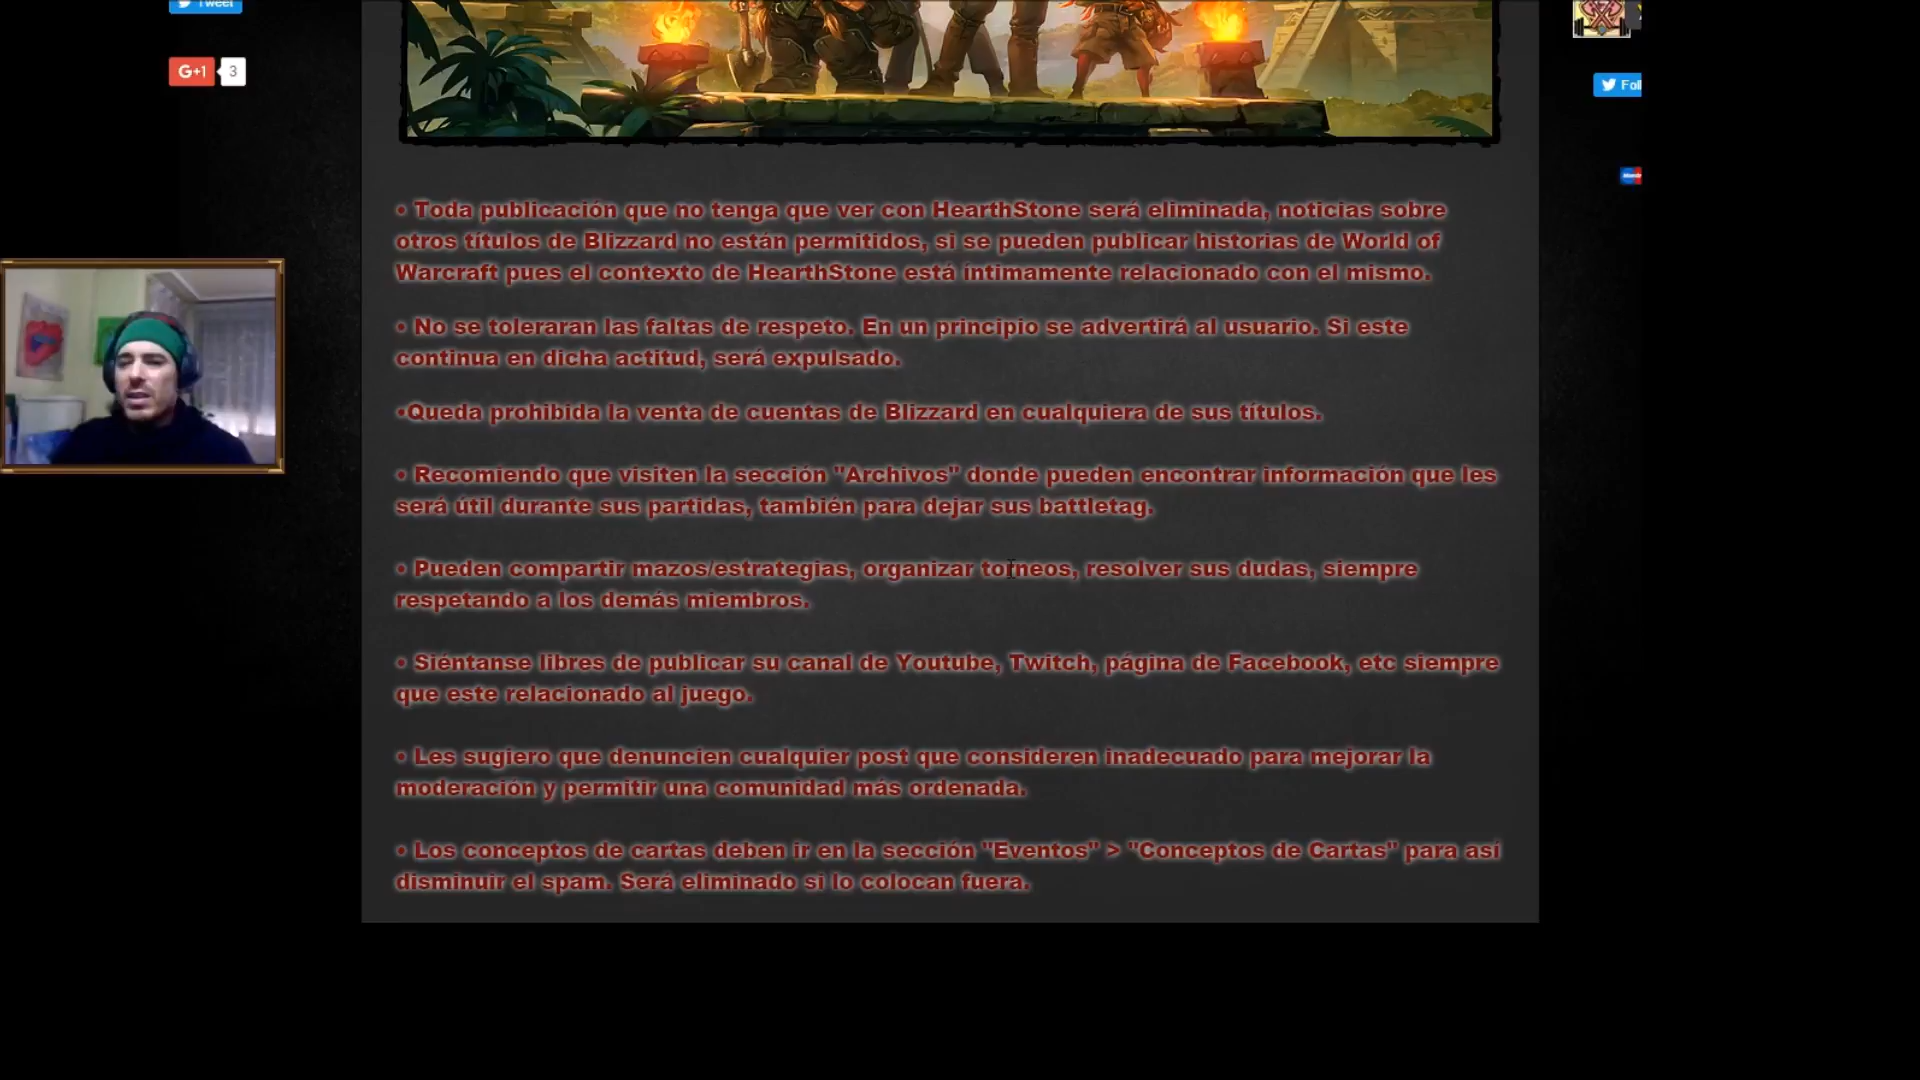 Tweet
G+1 3
Foll
• Toda publicación que no tenga que ver con HearthStone será eliminada, noticias sobre
otros títulos de Blizzard no están permitidos, si se pueden publicar historias de World of
Warcraft pues el contexto de HearthStone está íntimamente relacionado con el mismo.
• No se toleraran las faltas de respeto. En un principio se advertirá al usuario. Si este
continua en dicha actitud, será expulsado.
•Queda prohibida la venta de cuentas de Blizzard en cualquiera de sus títulos.
• Recomiendo que visiten la sección "Archivos" donde pueden encontrar información que les
será útil durante sus partidas, también para dejar sus battletag.
• Pueden compartir mazos/estrategias, organizar torneos, resolver sus dudas, siempre
respetando a los demás miembros.
• Siéntanse libres de publicar su canal de Youtube, Twitch, página de Facebook, etc siempre
que este relacionado al juego.
• Les sugiero que denuncien cualquier post que consideren inadecuado para mejorar la
moderación y permitir una comunidad más ordenada.
• Los conceptos de cartas deben ir en la sección "Eventos" > "Conceptos de Cartas" para así
disminuir el spam. Será eliminado si lo colocan fuera.